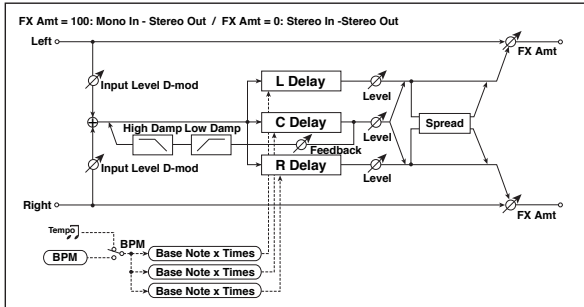 FX Amt = 100: Mono In - Stereo Out / FX Amt = 0: Stereo In -Stereo Out
Left
FX Amt
Input Level D-mod
L Delay
Level
C Delay
Level
Spread
High Damp Low Damp
Feedback
R Delay
Level
Input Level D-mod
Right
FX Amt
Tempo
BPM
BPM
Base Note x Times
Base Note x Times
Base Note x Times